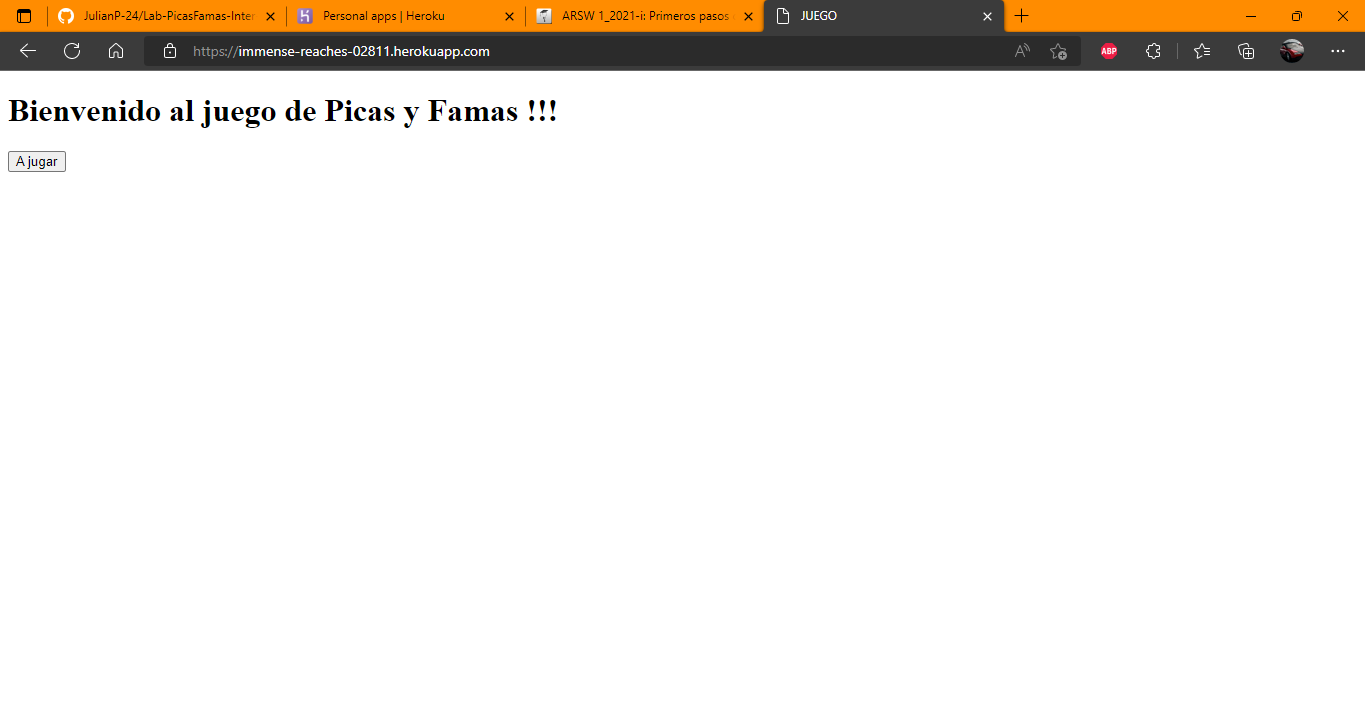 JulianP-24/Lab-PicasFamas-Inter
Personal apps | Heroku
ARSW 1_2021-i: Primeros pasos
JUEGO
https://immense-reaches-02811.herokuapp.com
ABP
Bienvenido al juego de Picas y Famas !!!
A jugar